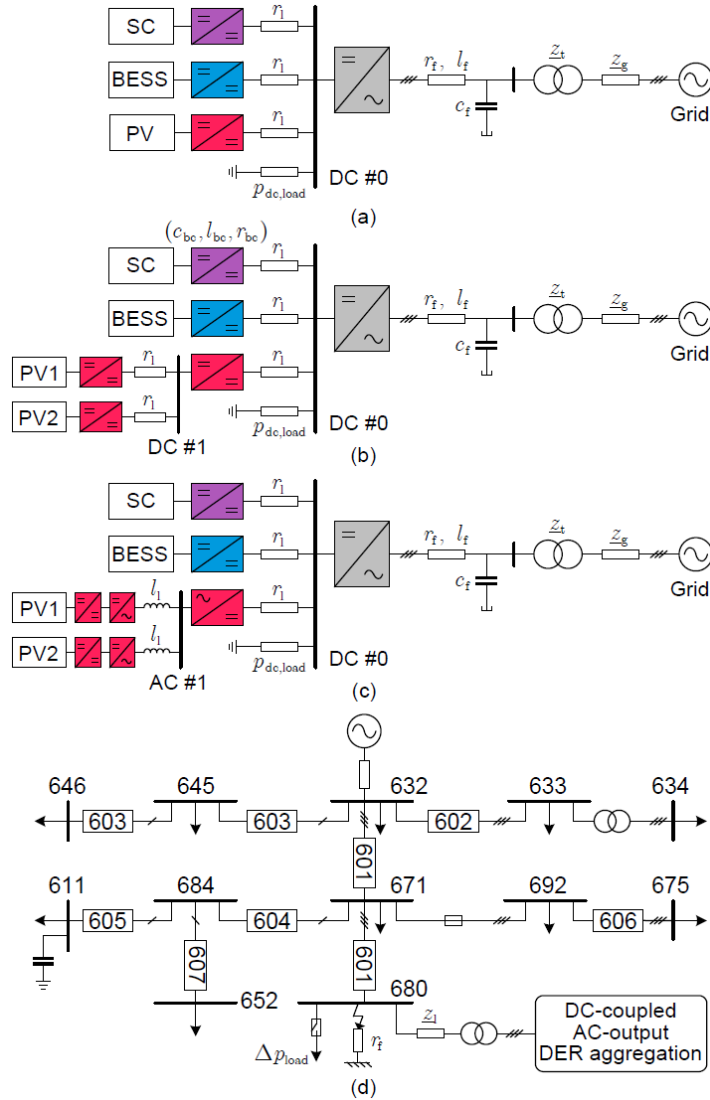 SC
r_l
z_t
BESS
r_l
r_f, l_f
z_g
c_f
Grid
PV
r_l
p_dc,load
DC #0
(a)
(c_bc, l_bc, r_bc)
SC
r_l
z_t
BESS
r_l
r_f, l_f
z_g
c_f
Grid
PV1
r_l
r_l
PV2
r_l
p_dc,load
DC #0
DC #1
(b)
SC
r_l
z_t
BESS
r_l
r_f, l_f
z_g
c_f
Grid
PV1
l_l
r_l
PV2
l_l
p_dc,load
DC #0
AC #1
(c)
646 645 632 633 634
603 603 602
601
611 684 671 692 675
605 604 606
607 601
652 680
Δp_load
r_f
z_l
DC-coupled
AC-output
DER aggregation
(d)